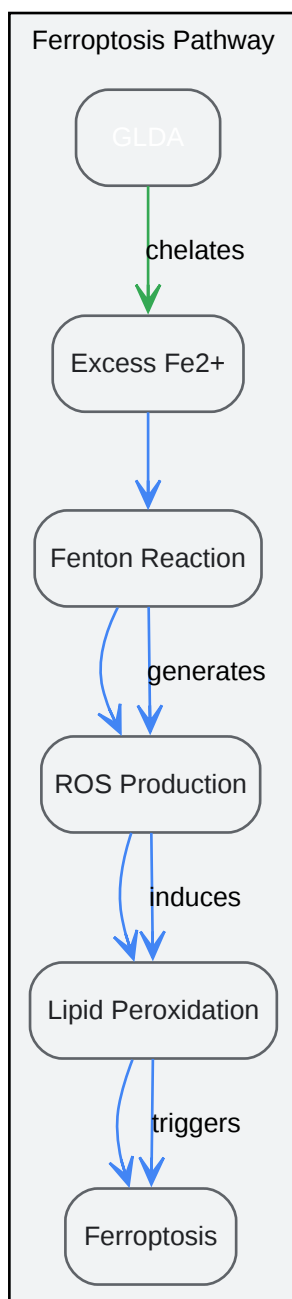 Ferroptosis Pathway
GLDA
chelates
Excess Fe2+
Fenton Reaction
generates
ROS Production
induces
Lipid Peroxidation
triggers
Ferroptosis